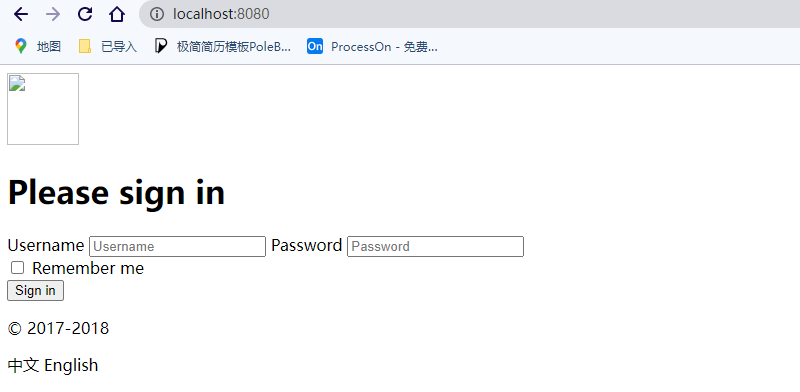 localhost:8080
地图 已导入 极简简历模板PoleB... On ProcessOn - 免费...
Please sign in
Username Username Password Password
Remember me
Sign in
© 2017-2018
中文 English